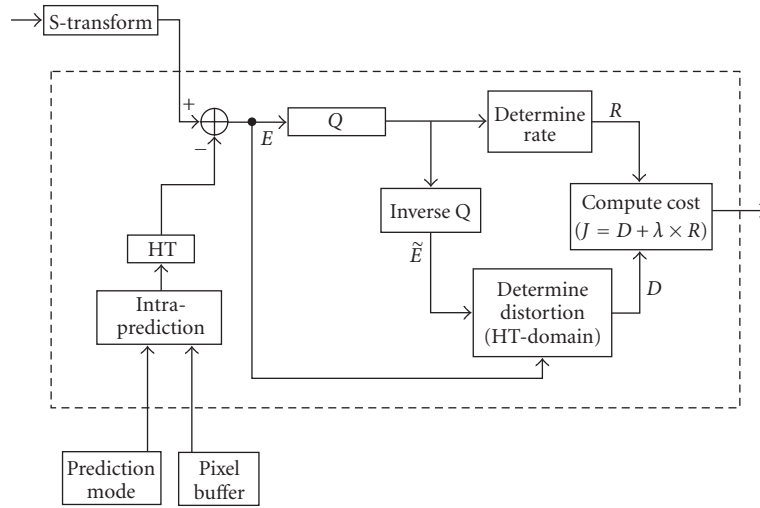 S-transform
+
−
E
Q
Determine
rate
R
Inverse Q
Ẽ
Compute cost
(J = D + λ × R)
HT
Intra-
prediction
Determine
distortion
(HT-domain)
D
Prediction
mode
Pixel
buffer